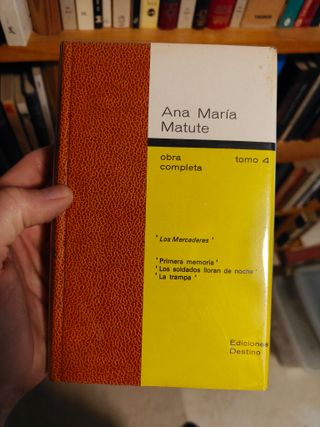 Ana María
Matute
obra tomo 4
completa
' Los Mercaderes '
' Primera memoria '
' Los soldados lloran de noche '
' La trampa '
Ediciones
Destino